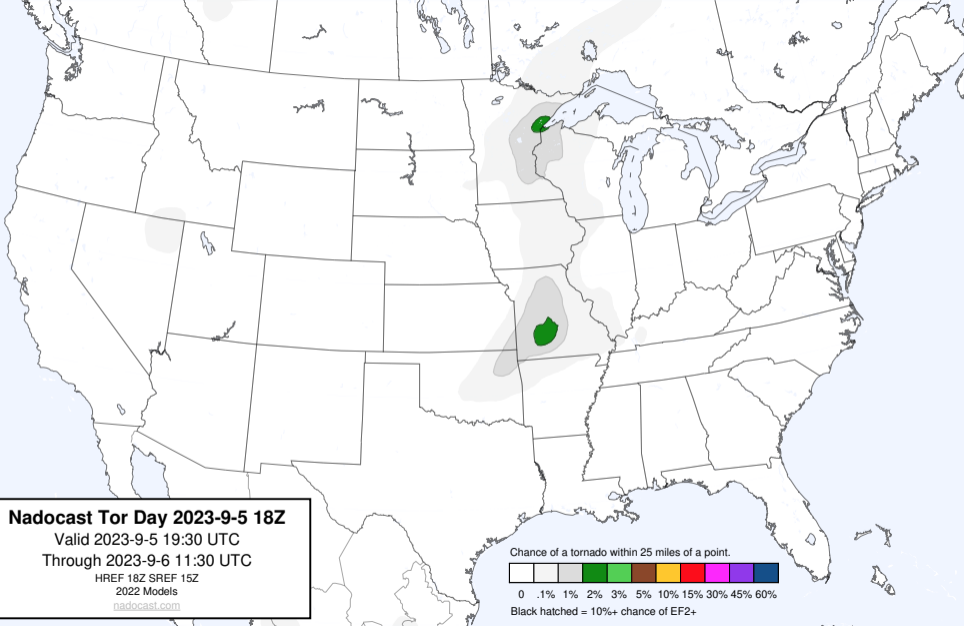 Nadocast Tor Day 2023-9-5 18Z
Valid 2023-9-5 19:30 UTC
Through 2023-9-6 11:30 UTC
HREF 18Z SREF 15Z
2022 Models
nadocast.com
Chance of a tornado within 25 miles of a point.
0 .1% 1% 2% 3% 5% 10% 15% 30% 45% 60%
Black hatched = 10%+ chance of EF2+